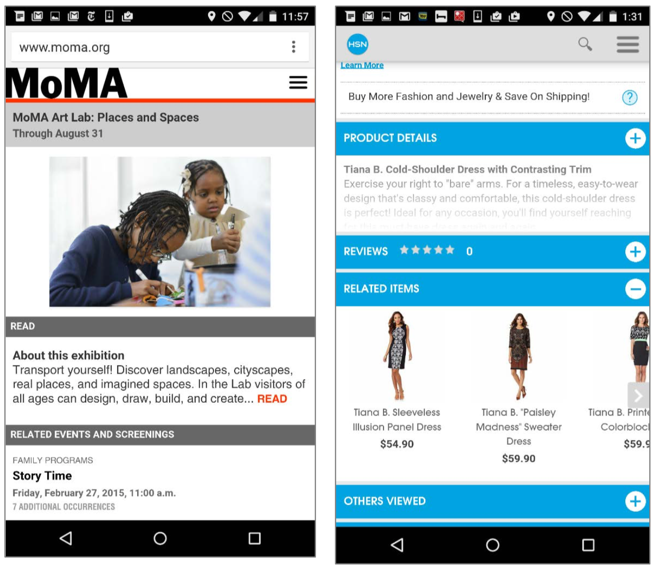 11:57
www.moma.org
MoMA
MoMA Art Lab: Places and Spaces
Through August 31
READ
About this exhibition
Transport yourself! Discover landscapes, cityscapes,
real places, and imagined spaces. In the Lab visitors of
all ages can design, draw, build, and create... READ
RELATED EVENTS AND SCREENINGS
FAMILY PROGRAMS
Story Time
Friday, February 27, 2015, 11:00 a.m.
7 ADDITIONAL OCCURRENCES
1:31
HSN
Learn More
Buy More Fashion and Jewelry & Save On Shipping! ?
PRODUCT DETAILS
Tiana B. Cold-Shoulder Dress with Contrasting Trim
Exercise your right to "bare" arms. For a timeless, easy-to-wear
design that's classy and comfortable, this cold-shoulder dress
is perfect! Ideal for any occasion, you'll find yourself reaching
REVIEWS 0
RELATED ITEMS
Tiana B. Sleeveless
Illusion Panel Dress
$54.90
Tiana B. "Paisley
Madness" Sweater
Dress
$59.90
Tiana B. Printe
Colorbloc
$59.9
OTHERS VIEWED